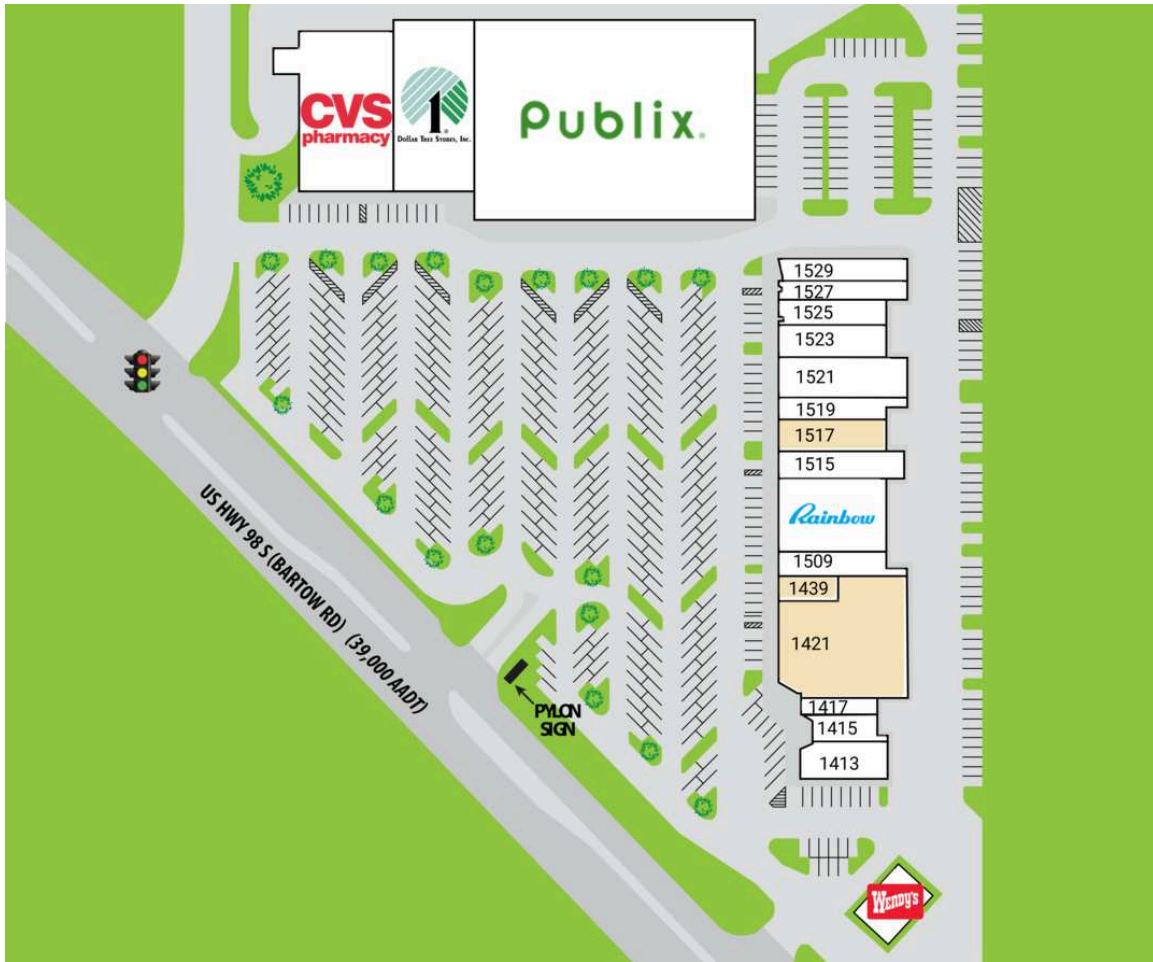 CVS
pharmacy
1
Dollar Tree Stores, Inc.
Publix.
1529
1527
1525
1523
1521
1519
1517
1515
Rainbow
1509
1439
1421
1417
1415
1413
US HWY 98 S (BARTOW RD) (39,000 AADT)
PYLON
SIGN
WENDY'S